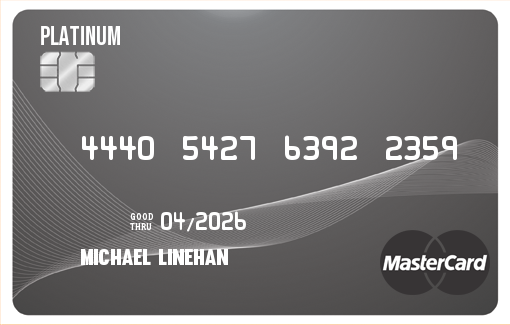 PLATINUM
4440 5427 6392 2359
GOOD THRU 04/2026
MICHAEL LINEHAN
MasterCard